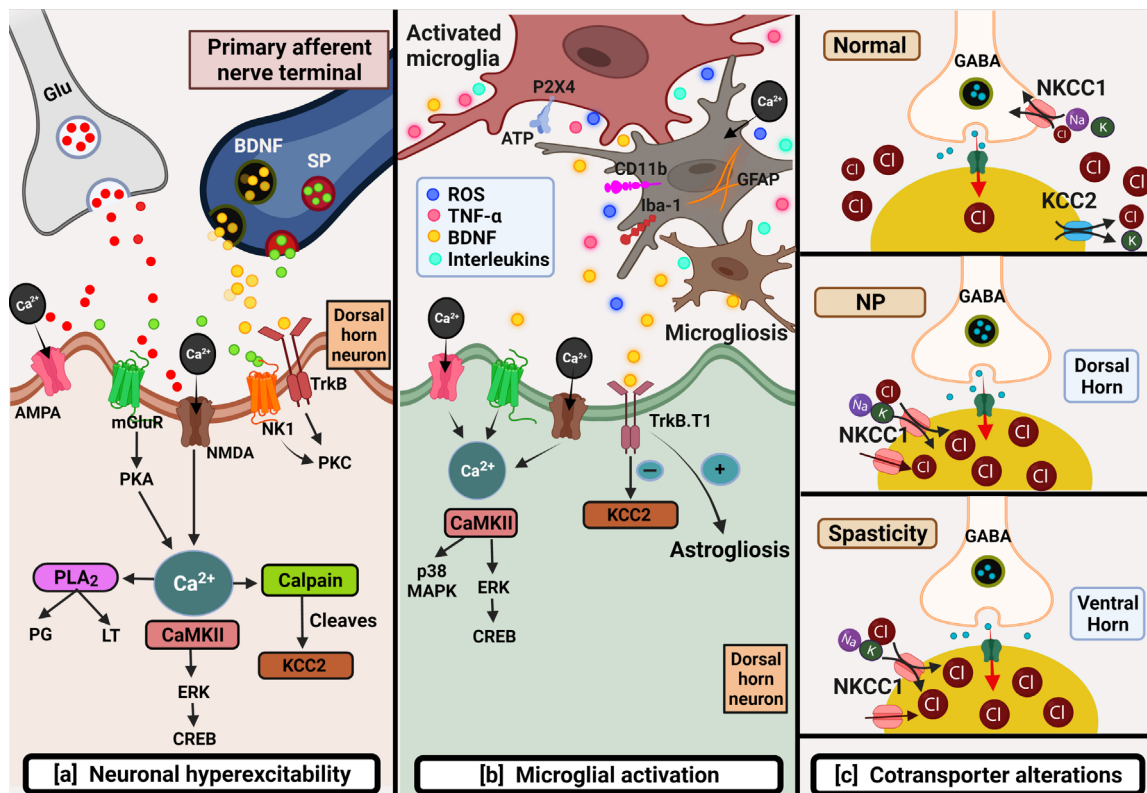 Primary afferent
nerve terminal
Glu
BDNF
SP
Dorsal
horn
neuron
Ca²⁺
Ca²⁺
AMPA
mGluR
NMDA
NK1
TrkB
PKC
PKA
PLA₂
Ca²⁺
Calpain
PG
LT
CaMKII
Cleaves
KCC2
ERK
CREB
[a] Neuronal hyperexcitability
Activated
microglia
P2X4
ATP
Ca²⁺
CD11b
GFAP
Iba-1
ROS
TNF-α
BDNF
Interleukins
Microgliosis
Ca²⁺
Ca²⁺
TrkB.T1
Ca²⁺
−
+
CaMKII
KCC2
Astrogliosis
p38
MAPK
ERK
CREB
Dorsal
horn
neuron
[b] Microglial activation
Normal
GABA
NKCC1
Na
K
Cl
Cl
Cl
Cl
Cl
Cl
Cl
KCC2
Cl
K
NP
GABA
Dorsal
Horn
Cl
Na
K
NKCC1
Cl
Cl
Cl
Cl
Cl
Spasticity
GABA
Ventral
Horn
Cl
Na
K
NKCC1
Cl
Cl
Cl
Cl
Cl
[c] Cotransporter alterations